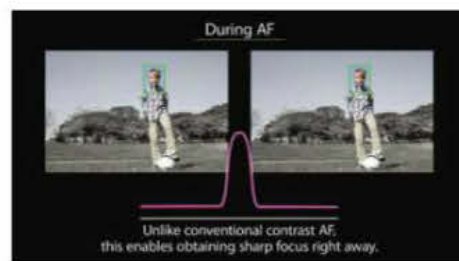 During AF
Unlike conventional contrast AF,
this enables obtaining sharp focus right away.